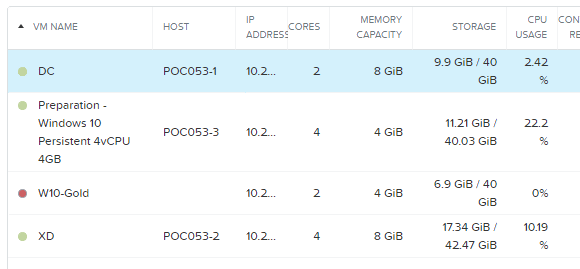 VM NAME
HOST
IP
ADDRESS
CORES
MEMORY
CAPACITY
STORAGE
CPU
USAGE
CON
RE
DC
POC053-1
10.2...
2
8 GiB
9.9 GiB / 40
GiB
2.42
%
Preparation -
Windows 10
Persistent 4vCPU
4GB
POC053-3
10.2...
4
4 GiB
11.21 GiB /
40.03 GiB
22.2
%
W10-Gold
10.2...
2
4 GiB
6.9 GiB / 40
GiB
0%
XD
POC053-2
10.2...
4
8 GiB
17.34 GiB /
42.47 GiB
10.19
%